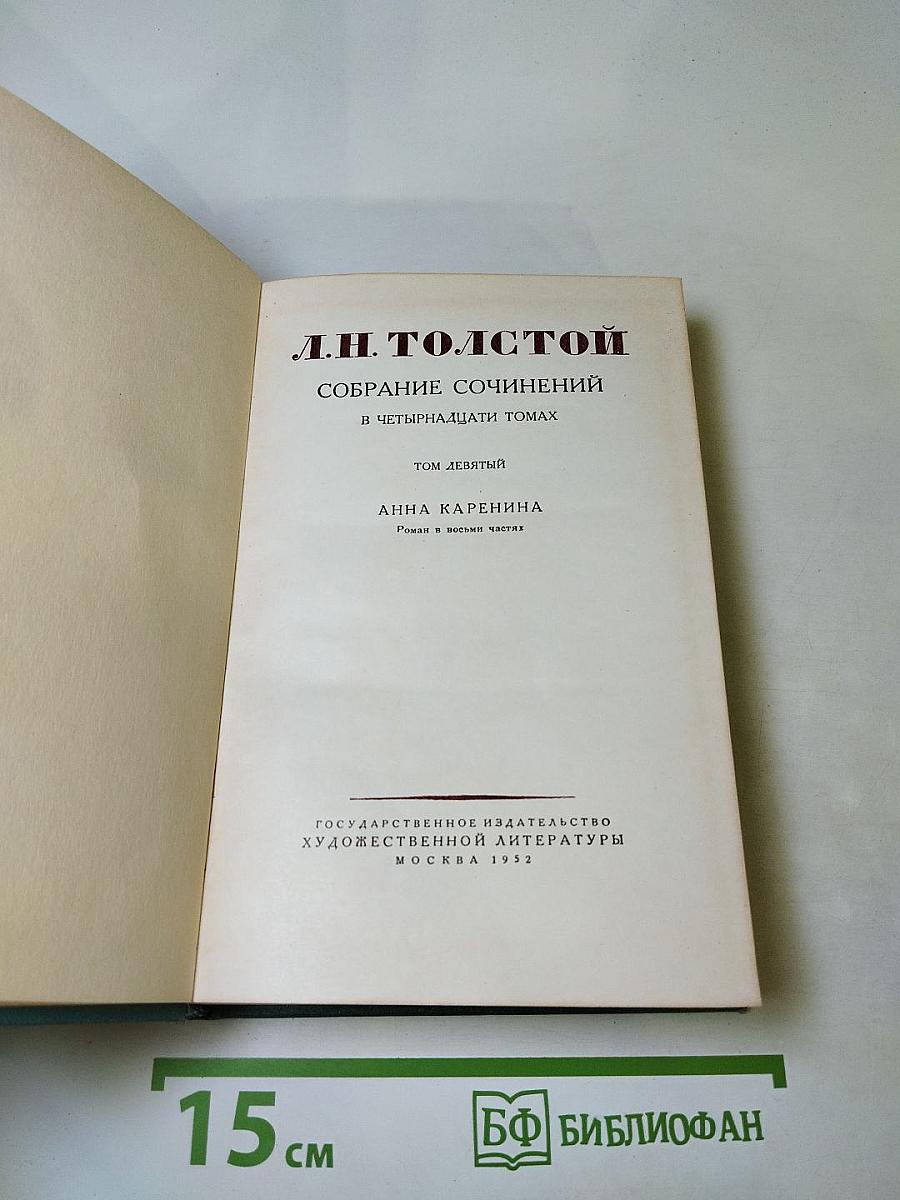 Л.Н. ТОЛСТОЙ
СОБРАНИЕ СОЧИНЕНИЙ
В ЧЕТЫРНАДЦАТИ ТОМАХ
ТОМ ДЕВЯТЫЙ
АННА КАРЕНИНА
Роман в восьми частях
ГОСУДАРСТВЕННОЕ ИЗДАТЕЛЬСТВО
ХУДОЖЕСТВЕННОЙ ЛИТЕРАТУРЫ
МОСКВА 1952
15 см
БФ БИБЛИОФАН